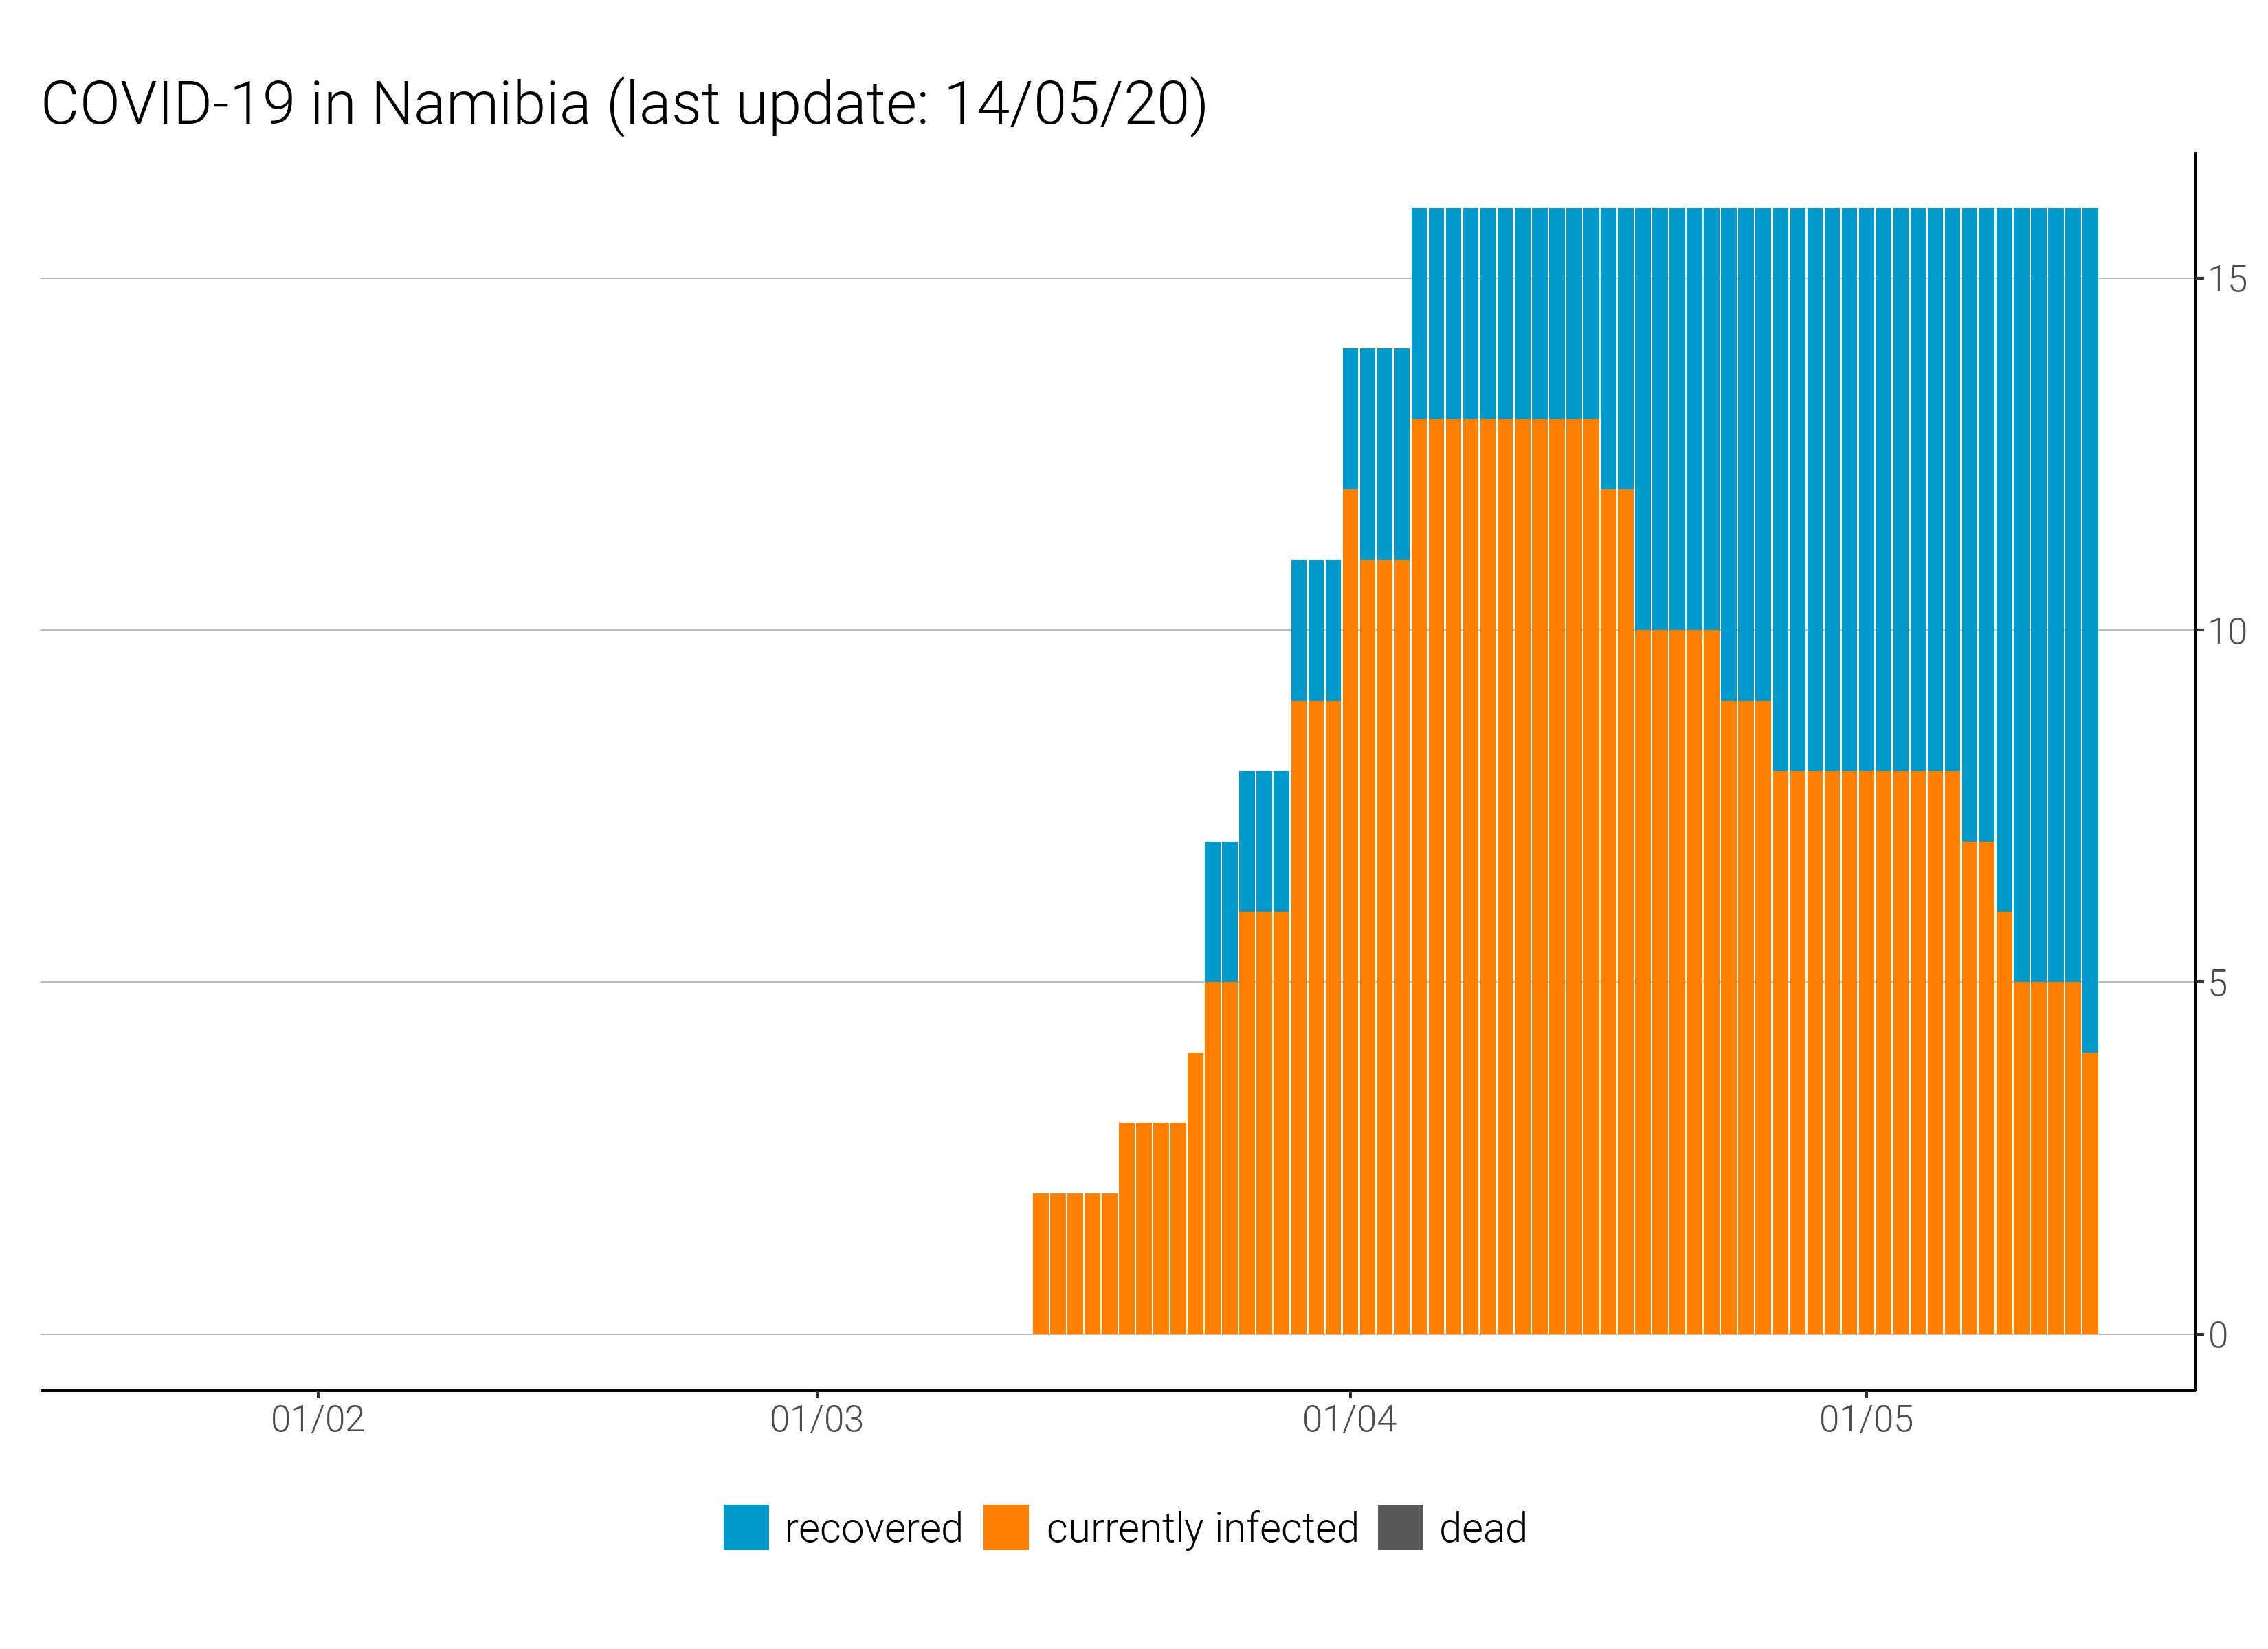 COVID-19 in Namibia (last update: 14/05/20)
15
10
5
0
01/02 01/03 01/04 01/05
recovered currently infected dead